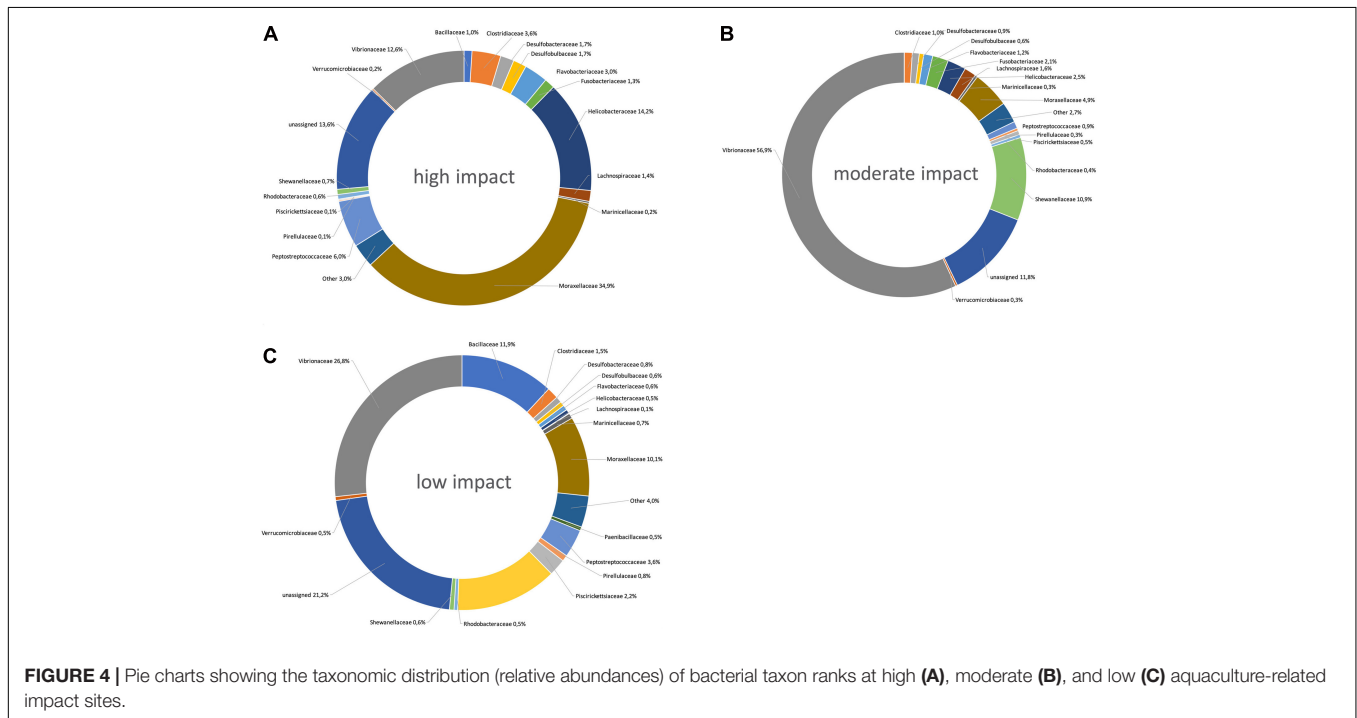 A
Bacillaceae 1,0%
Clostridiaceae 3,6%
Desulfobacteraceae 1,7%
Desulfobulbaceae 1,7%
Flavobacteriaceae 3,0%
Fusobacteriaceae 1,3%
Helicobacteraceae 14,2%
Lachnospiraceae 1,4%
Marinicellaceae 0,2%
Moraxellaceae 34,9%
Other 3,0%
Peptostreptococcaceae 6,0%
Pirellulaceae 0,1%
Piscirickettsiaceae 0,1%
Rhodobacteraceae 0,6%
Shewanellaceae 0,7%
unassigned 13,6%
Verrucomicrobiaceae 0,2%
Vibrionaceae 12,6%
high impact
B
Clostridiaceae 1,0%
Desulfobacteraceae 0,9%
Desulfobulbaceae 0,6%
Flavobacteriaceae 1,2%
Fusobacteriaceae 2,1%
Lachnospiraceae 1,6%
Helicobacteraceae 2,5%
Marinicellaceae 0,3%
Moraxellaceae 4,9%
Other 2,7%
Peptostreptococcaceae 0,9%
Pirellulaceae 0,3%
Piscirickettsiaceae 0,5%
Rhodobacteraceae 0,4%
Shewanellaceae 10,9%
unassigned 11,8%
Verrucomicrobiaceae 0,3%
Vibrionaceae 56,9%
moderate impact
C
Bacillaceae 11,9%
Clostridiaceae 1,5%
Desulfobacteraceae 0,8%
Desulfobulbaceae 0,6%
Flavobacteriaceae 0,6%
Helicobacteraceae 0,5%
Lachnospiraceae 0,1%
Marinicellaceae 0,7%
Moraxellaceae 10,1%
Other 4,0%
Paenibacillaceae 0,5%
Peptostreptococcaceae 3,6%
Pirellulaceae 0,8%
Piscirickettsiaceae 2,2%
Rhodobacteraceae 0,5%
Shewanellaceae 0,6%
unassigned 21,2%
Verrucomicrobiaceae 0,5%
Vibrionaceae 26,8%
low impact
FIGURE 4 | Pie charts showing the taxonomic distribution (relative abundances) of bacterial taxon ranks at high (A), moderate (B), and low (C) aquaculture-related
impact sites.